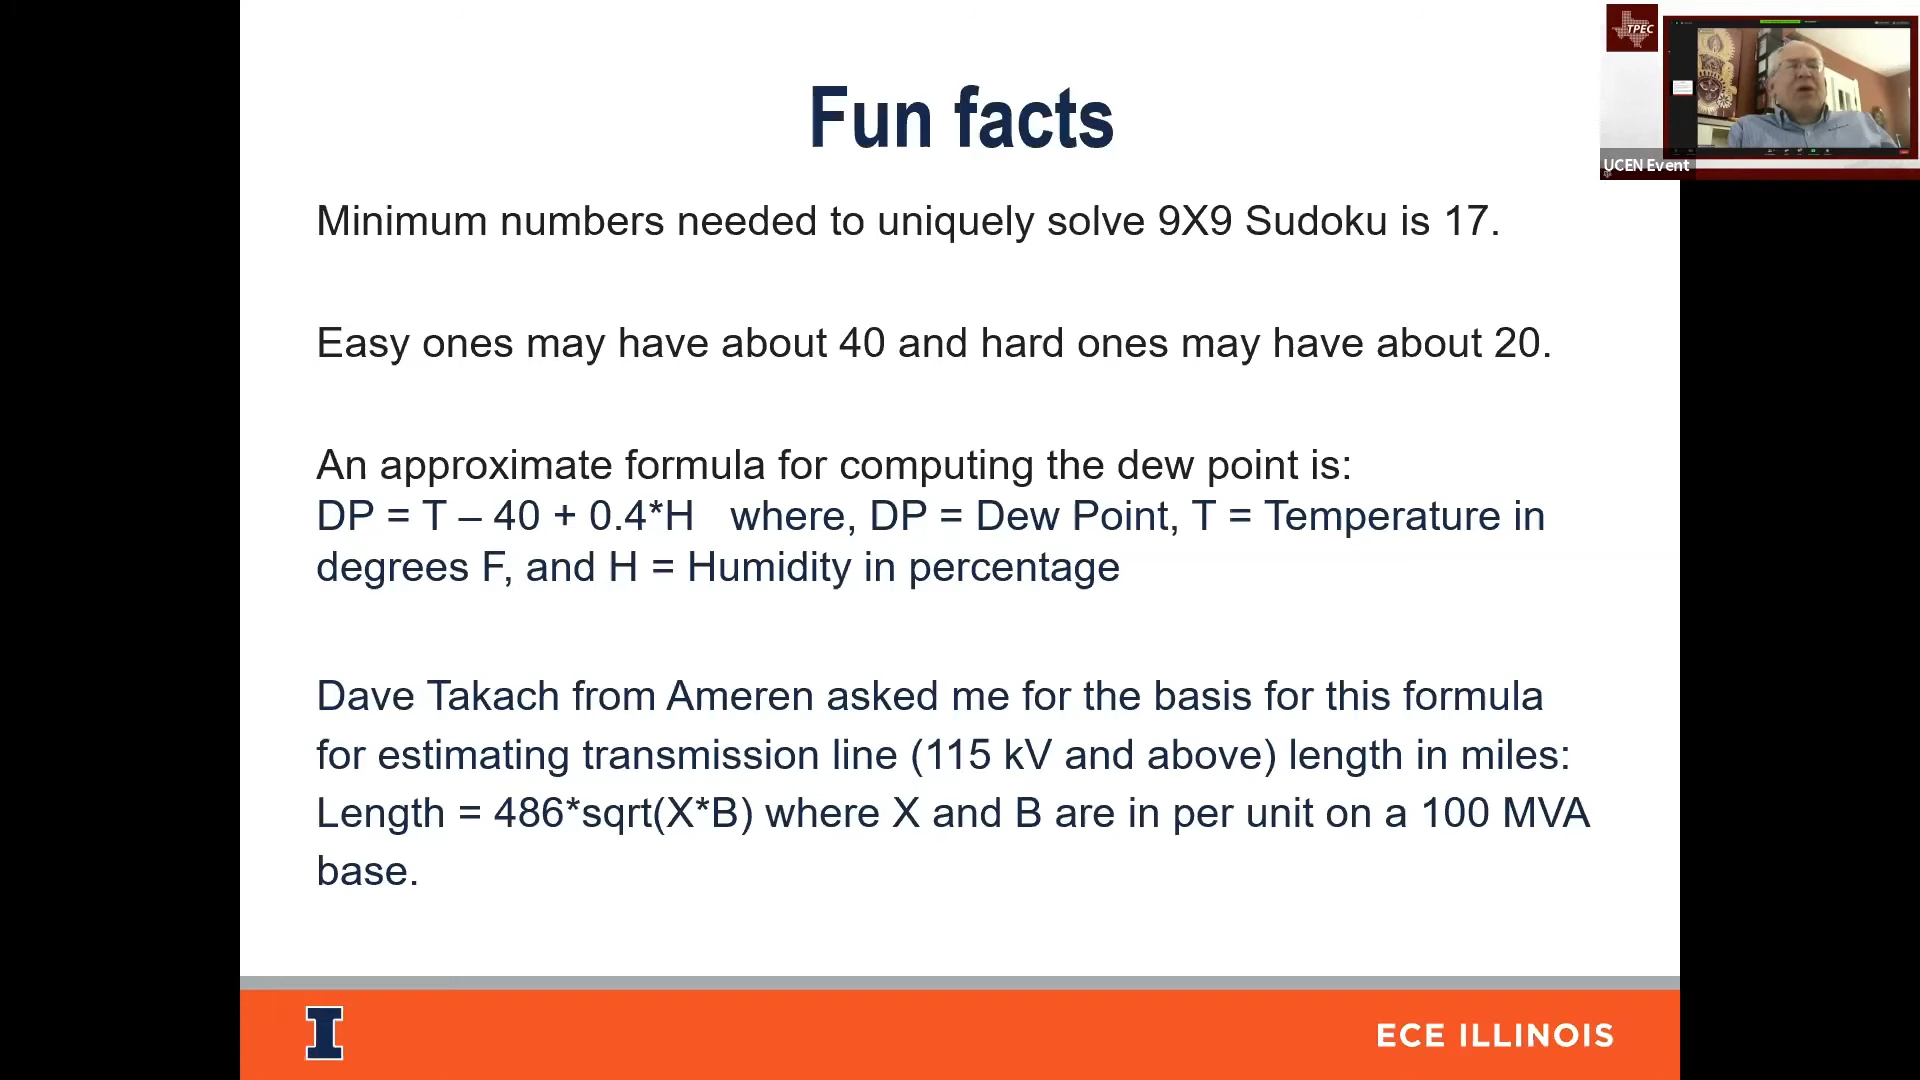 Fun facts
TPEC
UCEN Event
Minimum numbers needed to uniquely solve 9X9 Sudoku is 17.
Easy ones may have about 40 and hard ones may have about 20.
An approximate formula for computing the dew point is:
DP = T – 40 + 0.4*H where, DP = Dew Point, T = Temperature in
degrees F, and H = Humidity in percentage
Dave Takach from Ameren asked me for the basis for this formula
for estimating transmission line (115 kV and above) length in miles:
Length = 486*sqrt(X*B) where X and B are in per unit on a 100 MVA
base.
I
ECE ILLINOIS